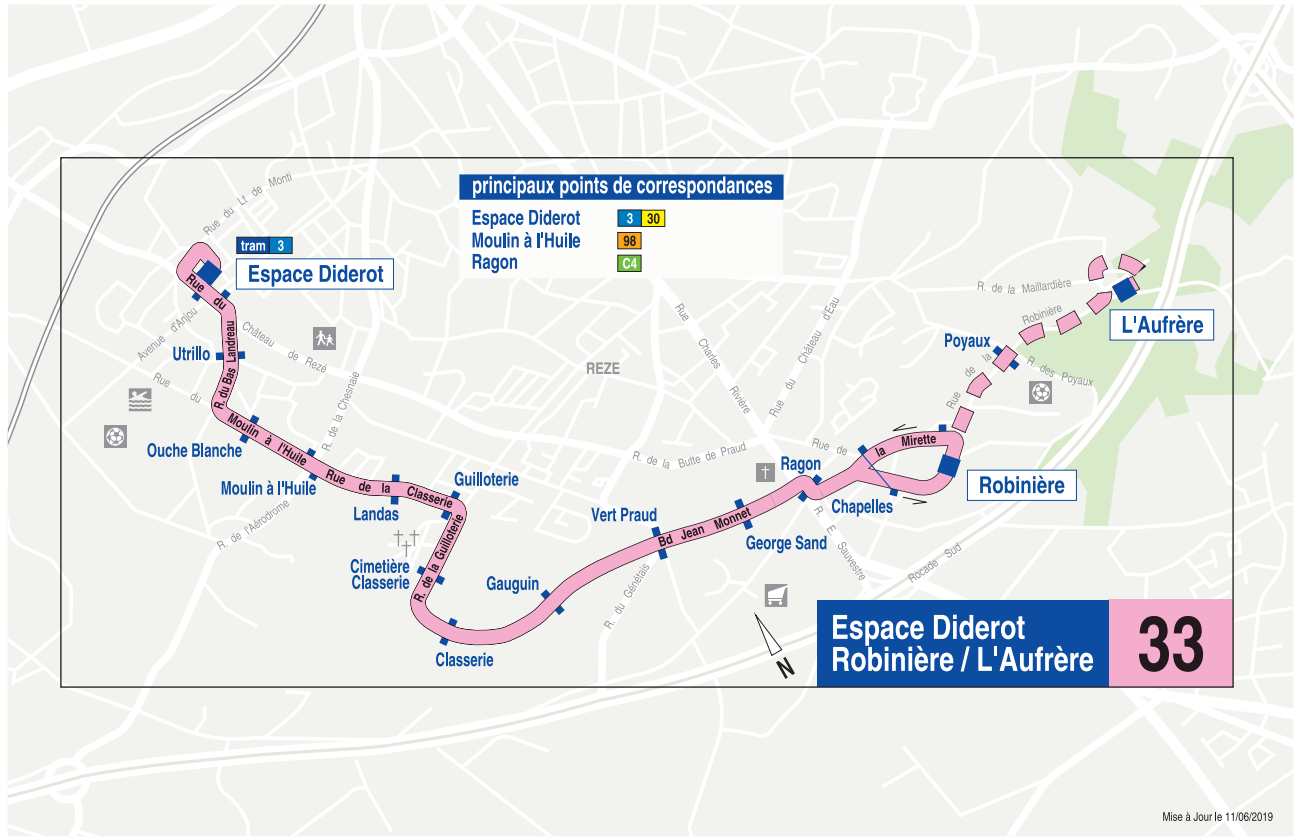 principaux points de correspondances
Espace Diderot 3 30
Moulin à l'Huile 98
Ragon C4
Rue du Lt de Monti
tram 3
Espace Diderot
Rue du
Bas Landreau
R. du
Avenue d'Anjou
Château de Rezé
Utrillo
Rue du
Moulin à l'Huile
Ouche Blanche
R. de la Chesnaie
Moulin à l'Huile
Rue de la Classerie
Landas
Guilloterie
R. de l'Aérodrome
R. de la Guilloterie
Cimetière
Classerie
Classerie
Gauguin
REZE
R. de la Butte de Praud
Vert Praud
Bd Jean Monnet
R. du Génétais
George Sand
Rue Charles Rivière
Rue du Château d'Eau
Ragon
Rue de
la Mirette
Chapelles
R. E. Sauvestre
Rocade Sud
Robinière
Rue de la Robinière
Poyaux
R. des Poyaux
R. de la Maillardière
L'Aufrère
N
Espace Diderot
Robinière / L'Aufrère
33
Mise à Jour le 11/06/2019